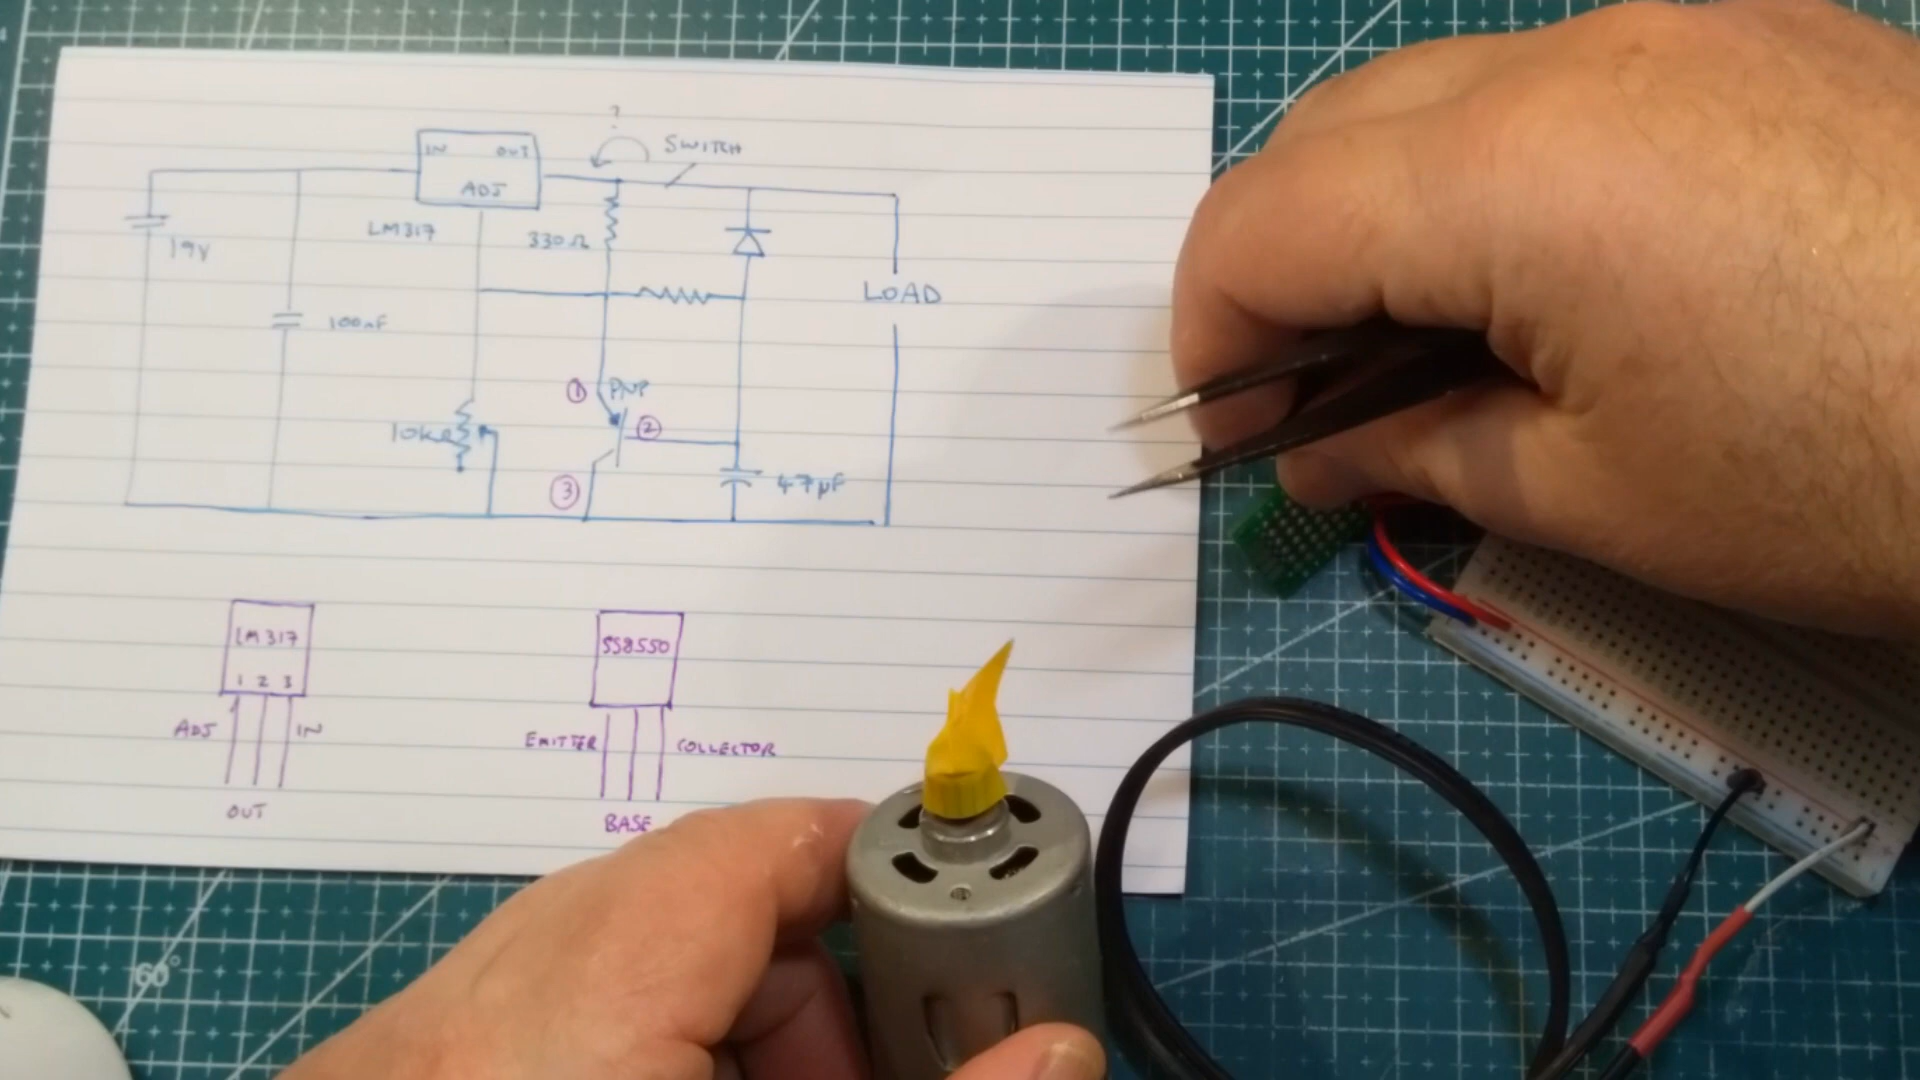 ?
SWITCH
IN OUT
ADJ
19V
LM317
330Ω
LOAD
100nF
① PNP
10kΩ
②
③
47µF
LM317
1 2 3
ADJ
IN
OUT
SS8550
EMITTER
COLLECTOR
BASE
60°